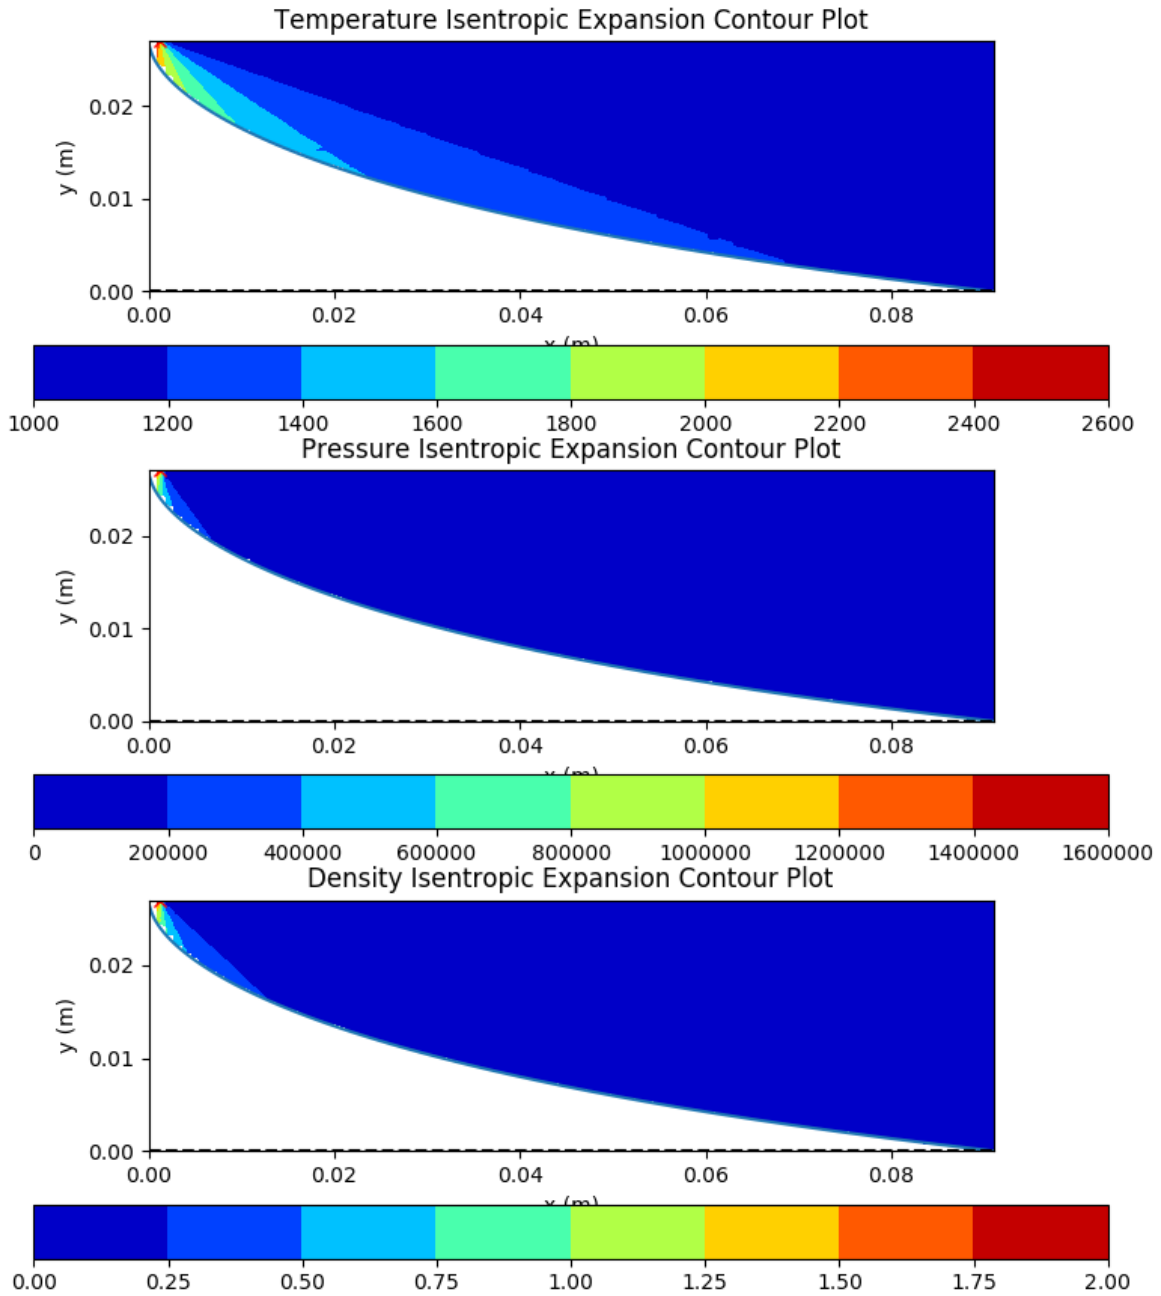 Temperature Isentropic Expansion Contour Plot
0.02
0.01
0.00
y (m)
0.00 0.02 0.04 0.06 0.08
x (m)
1000 1200 1400 1600 1800 2000 2200 2400 2600
Pressure Isentropic Expansion Contour Plot
0.02
0.01
0.00
y (m)
0.00 0.02 0.04 0.06 0.08
x (m)
0 200000 400000 600000 800000 1000000 1200000 1400000 1600000
Density Isentropic Expansion Contour Plot
0.02
0.01
0.00
y (m)
0.00 0.02 0.04 0.06 0.08
x (m)
0.00 0.25 0.50 0.75 1.00 1.25 1.50 1.75 2.00